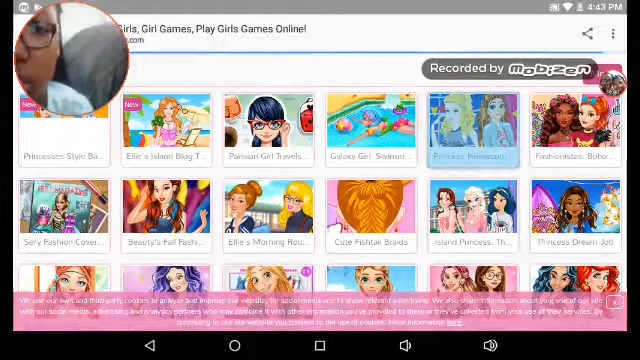 4:43 PM
Girls, Girl Games, Play Girls Games Online!
.com
Recorded by mobizen
New
New
Princesses Style Ba...
Ellie's Island Blog T...
Parisian Girl Travels...
Galaxy Girl: Swimm...
Princess Homecom...
Fashionistas: Boho ...
Sery Fashion Cover...
Beauty's Fall Fashi...
Ellie's Morning Rou...
Cute Fishtail Braids
Island Princess: Th...
Princess Dream Job
We use our own and third party cookies to analyze and improve our website, for social media and to show relevant advertising. We also share information about your use of our site
with our social media, advertising and analysis partners who may combine it with other information you've provided to them or they've collected from your use of their services. By
continuing to use our website you consent to the use of cookies. More information here.
x